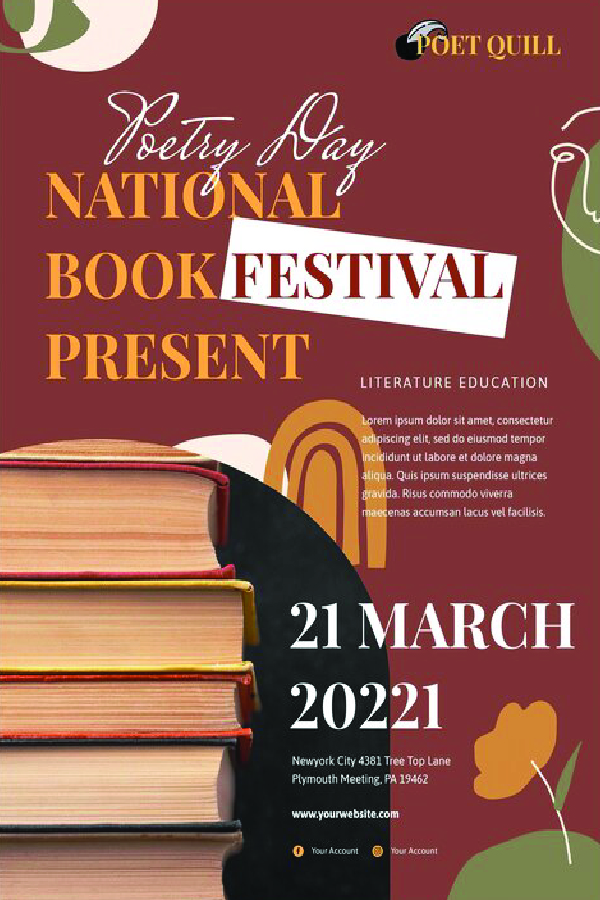 POET QUILL
Poetry Day
NATIONAL
BOOK FESTIVAL
PRESENT
LITERATURE EDUCATION
Lorem ipsum dolor sit amet, consectetur
adipiscing elit, sed do eiusmod tempor
incididunt ut labore et dolore magna
aliqua. Quis ipsum suspendisse ultrices
gravida. Risus commodo viverra
maecenas accumsan lacus vel facilisis.
21 MARCH
20221
Newyork City 4381 Tree Top Lane
Plymouth Meeting, PA 19462
www.yourwebsite.com
Your Account Your Account